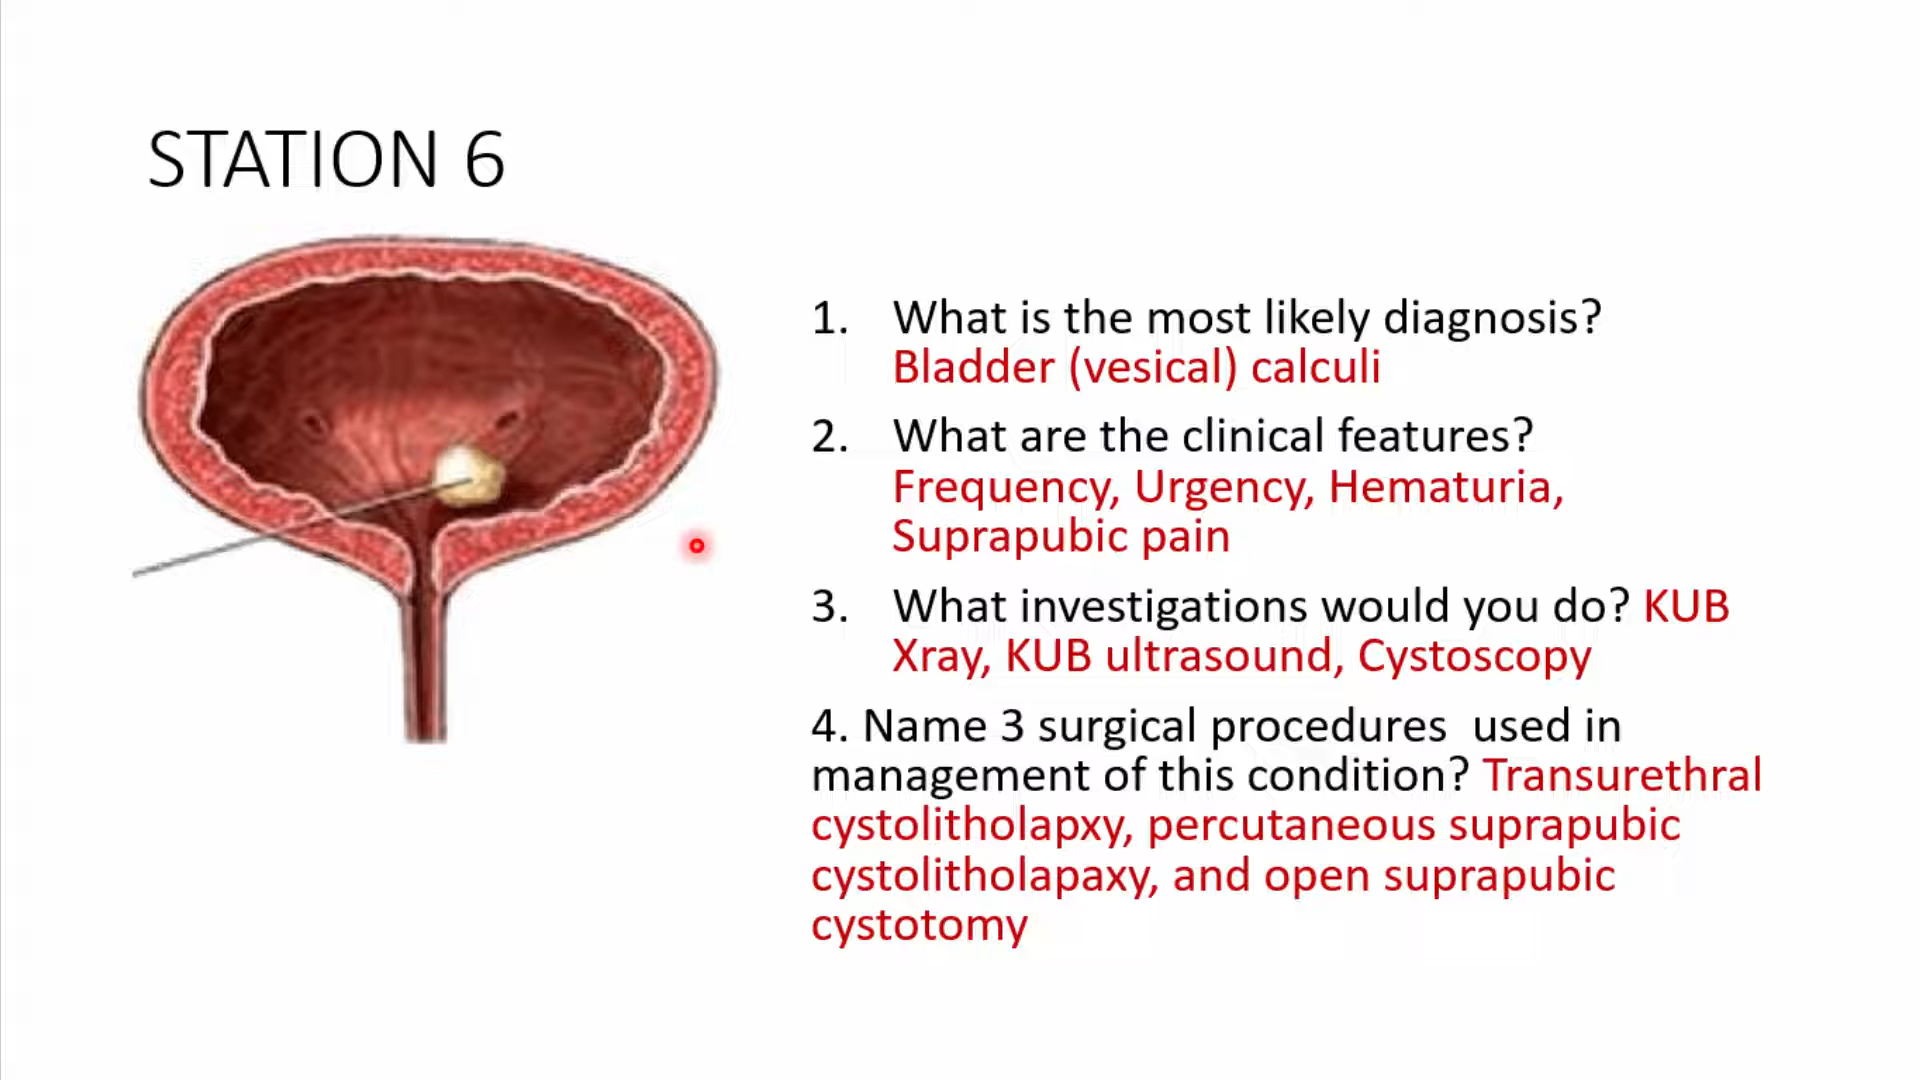 STATION 6
1. What is the most likely diagnosis?
Bladder (vesical) calculi
2. What are the clinical features?
Frequency, Urgency, Hematuria,
Suprapubic pain
3. What investigations would you do? KUB
Xray, KUB ultrasound, Cystoscopy
4. Name 3 surgical procedures used in
management of this condition? Transurethral
cystolitholapxy, percutaneous suprapubic
cystolitholapaxy, and open suprapubic
cystotomy